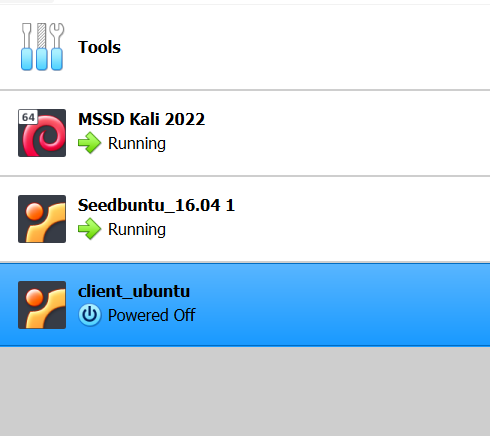 Tools
64
MSSD Kali 2022
Running
Seedbuntu_16.04 1
Running
client_ubuntu
Powered Off